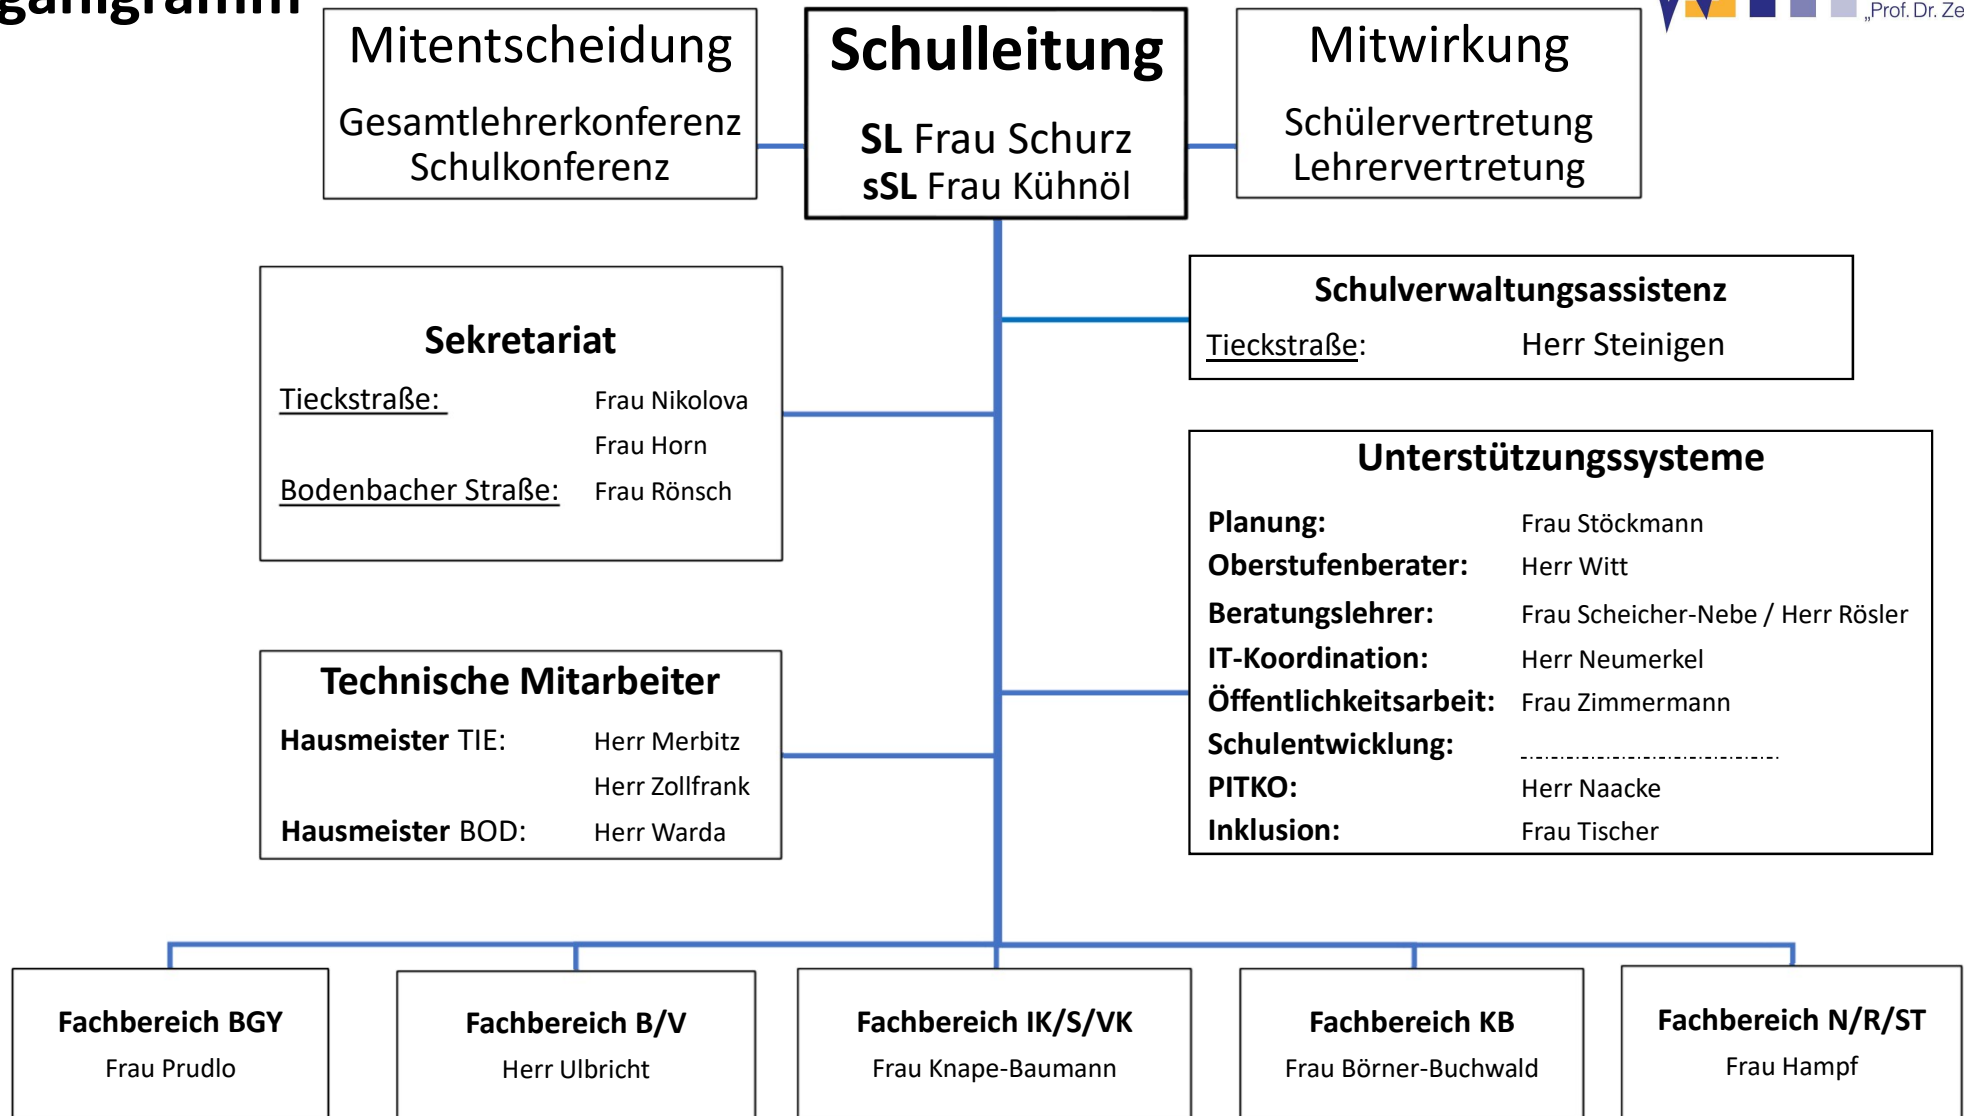 Mitentscheidung
Gesamtlehrerkonferenz
Schulkonferenz
Schulleitung
SL Frau Schurz
sSL Frau Kühnöl
Mitwirkung
Schülervertretung
Lehrervertretung
„Prof. Dr. Ze
Sekretariat
Tieckstraße: Frau Nikolova
Frau Horn
Bodenbacher Straße: Frau Rönsch
Schulverwaltungsassistenz
Tieckstraße: Herr Steinigen
Unterstützungssysteme
Planung: Frau Stöckmann
Oberstufenberater: Herr Witt
Beratungslehrer: Frau Scheicher-Nebe / Herr Rösler
IT-Koordination: Herr Neumerkel
Öffentlichkeitsarbeit: Frau Zimmermann
Schulentwicklung:
PITKO: Herr Naacke
Inklusion: Frau Tischer
Technische Mitarbeiter
Hausmeister TIE: Herr Merbitz
Herr Zollfrank
Hausmeister BOD: Herr Warda
Fachbereich BGY
Frau Prudlo
Fachbereich B/V
Herr Ulbricht
Fachbereich IK/S/VK
Frau Knape-Baumann
Fachbereich KB
Frau Börner-Buchwald
Fachbereich N/R/ST
Frau Hampf